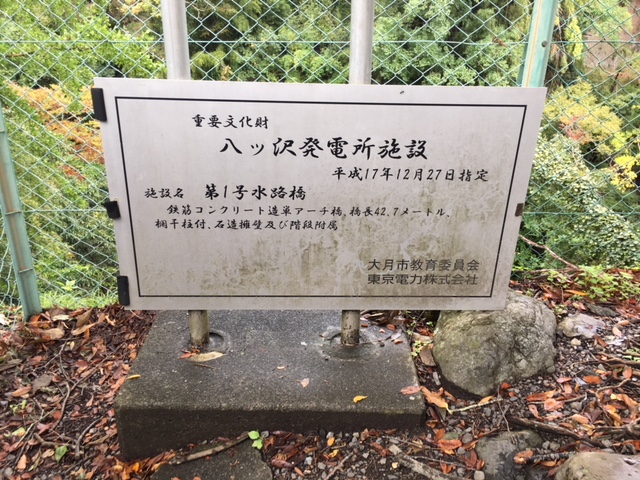 重要文化財
八ッ沢発電所施設
平成17年12月27日指定
施設名 第1号水路橋
鉄筋コンクリート造単アーチ橋、橋長42.7メートル、
欄干柱付、石造擁壁及び階段附属
大月市教育委員会
東京電力株式会社